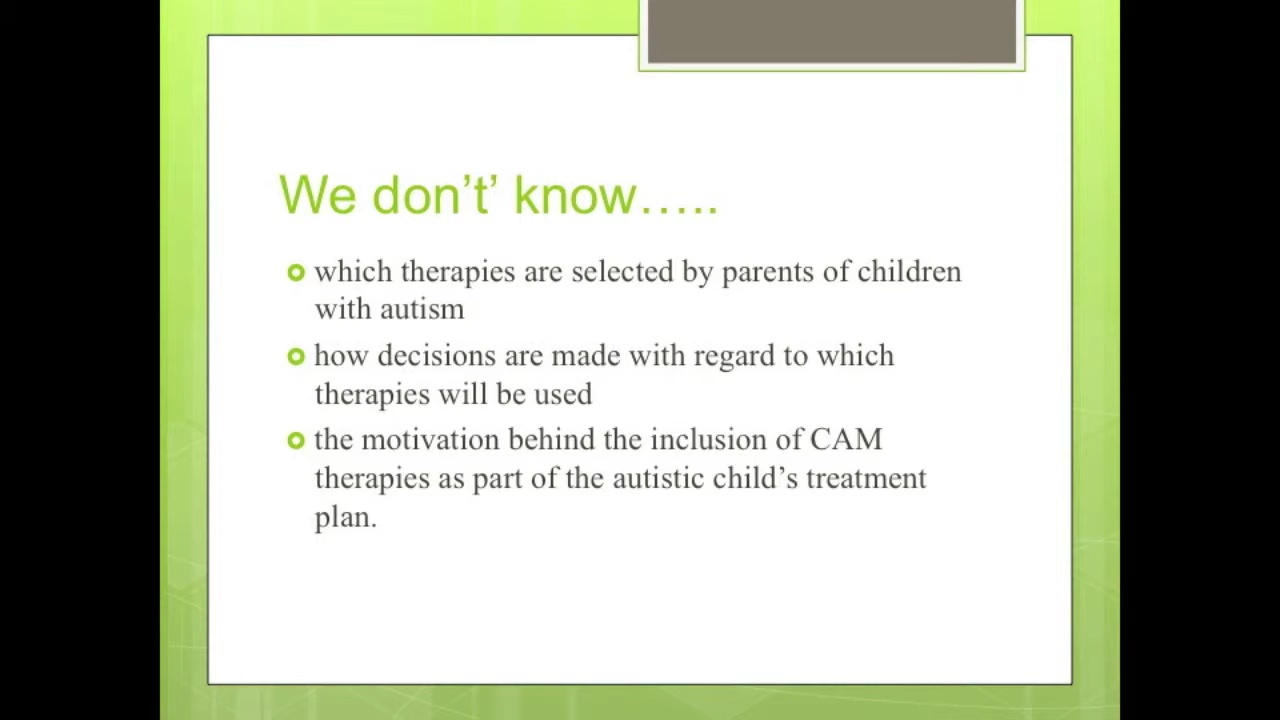 We don’t’ know…..
which therapies are selected by parents of children
with autism
how decisions are made with regard to which
therapies will be used
the motivation behind the inclusion of CAM
therapies as part of the autistic child’s treatment
plan.